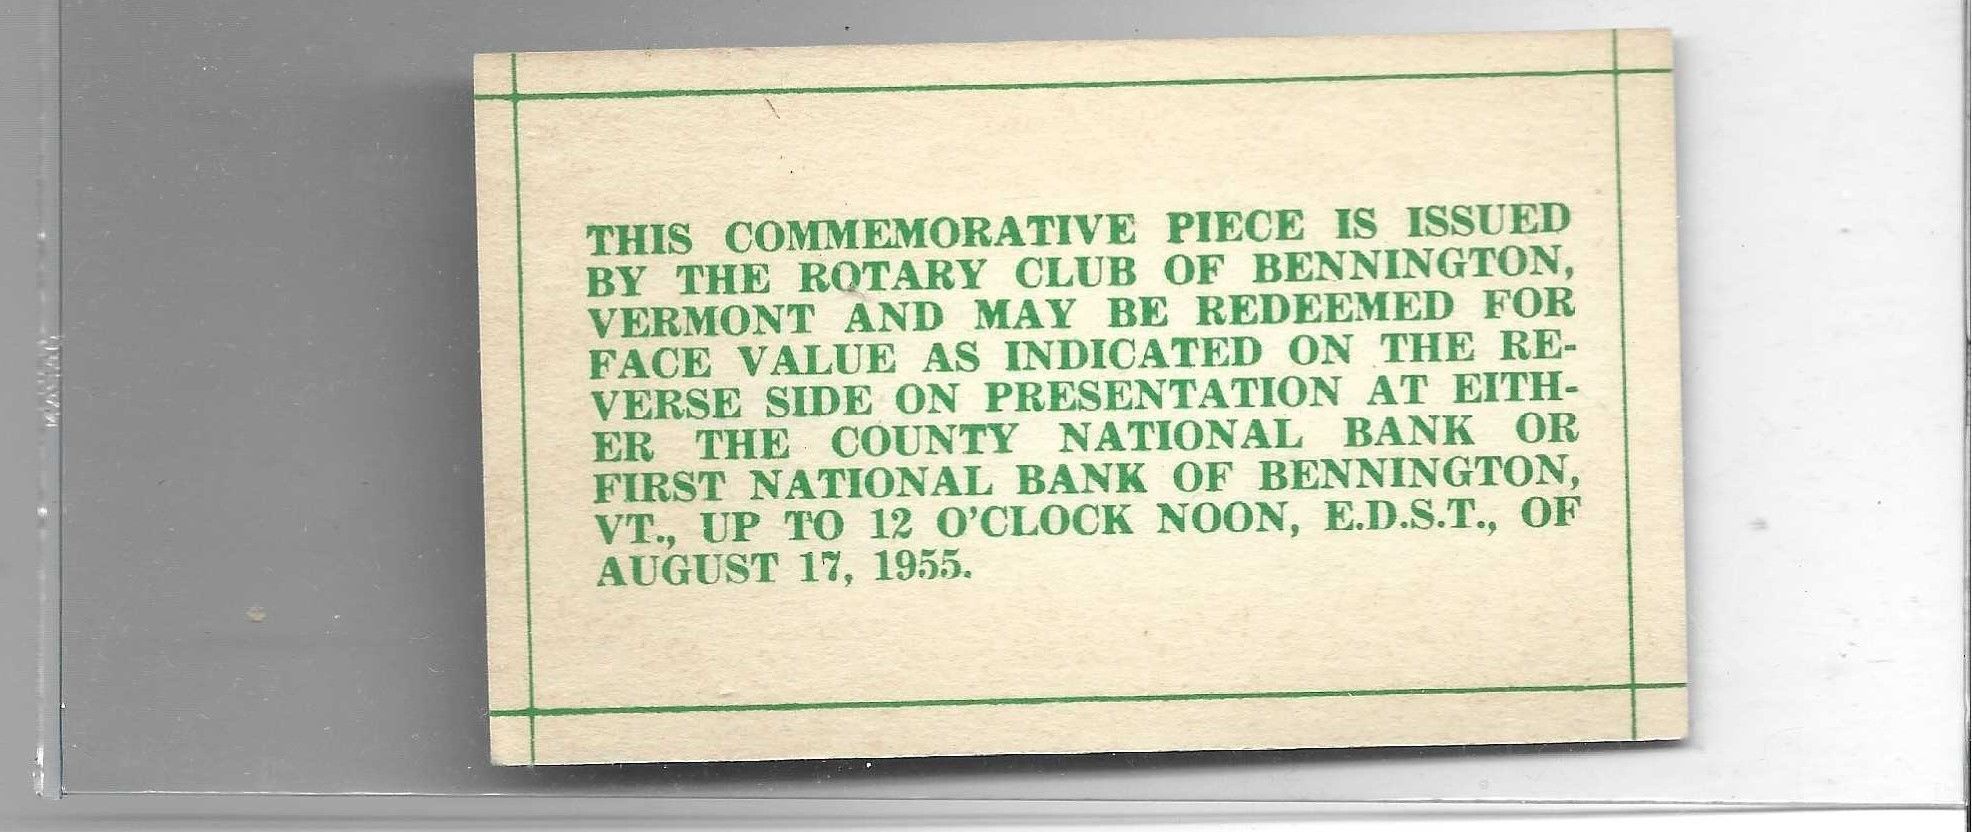 THIS COMMEMORATIVE PIECE IS ISSUED
BY THE ROTARY CLUB OF BENNINGTON,
VERMONT AND MAY BE REDEEMED FOR
FACE VALUE AS INDICATED ON THE RE-
VERSE SIDE ON PRESENTATION AT EITH-
ER THE COUNTY NATIONAL BANK OR
FIRST NATIONAL BANK OF BENNINGTON,
VT., UP TO 12 O'CLOCK NOON, E.D.S.T., OF
AUGUST 17, 1955.